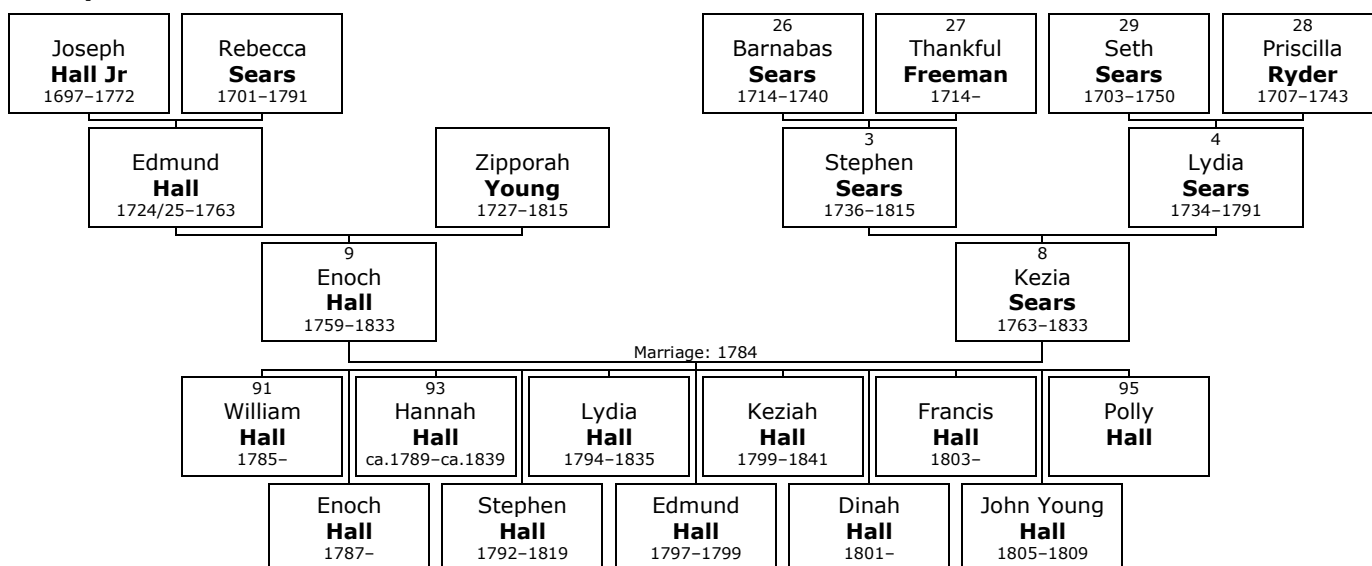 Joseph
Hall Jr
1697–1772
Rebecca
Sears
1701–1791
26
Barnabas
Sears
1714–1740
27
Thankful
Freeman
1714–
29
Seth
Sears
1703–1750
28
Priscilla
Ryder
1707–1743
Edmund
Hall
1724/25–1763
Zipporah
Young
1727–1815
3
Stephen
Sears
1736–1815
4
Lydia
Sears
1734–1791
9
Enoch
Hall
1759–1833
8
Kezia
Sears
1763–1833
Marriage: 1784
91
William
Hall
1785–
93
Hannah
Hall
ca.1789–ca.1839
Lydia
Hall
1794–1835
Keziah
Hall
1799–1841
Francis
Hall
1803–
95
Polly
Hall
Enoch
Hall
1787–
Stephen
Hall
1792–1819
Edmund
Hall
1797–1799
Dinah
Hall
1801–
John Young
Hall
1805–1809